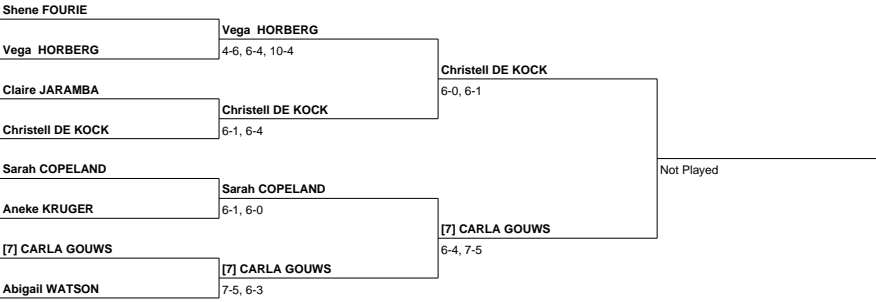 Shene FOURIE
Vega HORBERG
Vega HORBERG
4-6, 6-4, 10-4
Christell DE KOCK
Claire JARAMBA
6-0, 6-1
Christell DE KOCK
Christell DE KOCK
6-1, 6-4
Sarah COPELAND
Not Played
Sarah COPELAND
Aneke KRUGER
6-1, 6-0
[7] CARLA GOUWS
[7] CARLA GOUWS
6-4, 7-5
[7] CARLA GOUWS
Abigail WATSON
7-5, 6-3